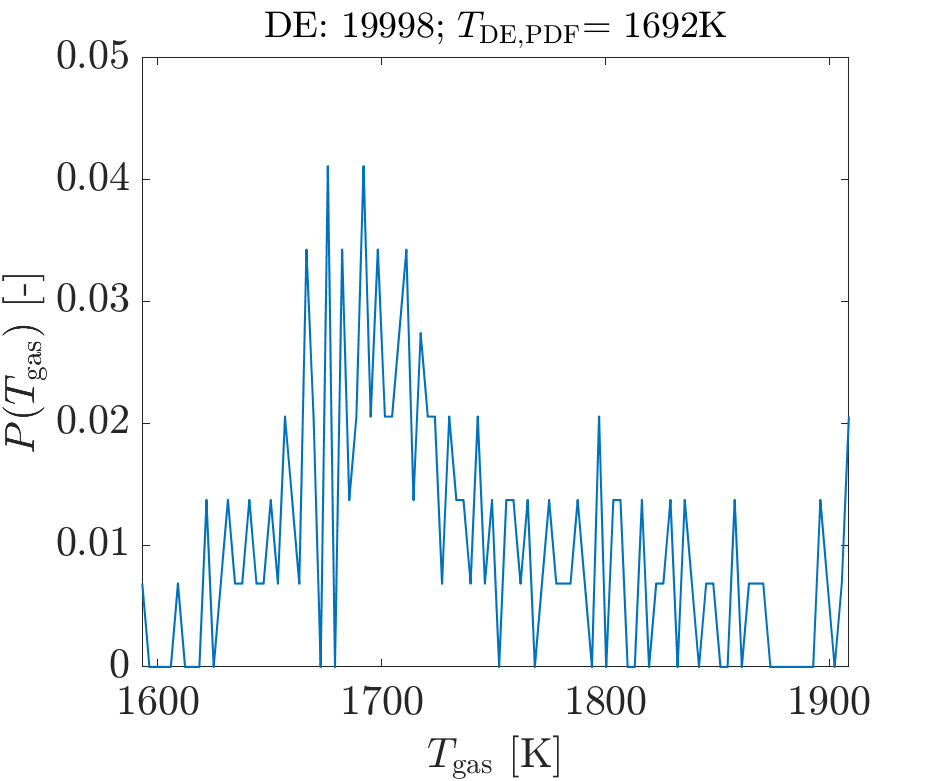 DE: 19998; T_DE,PDF= 1692K
0.05
0.04
0.03
0.02
0.01
0
P(T_gas) [-]
1600 1700 1800 1900
T_gas [K]